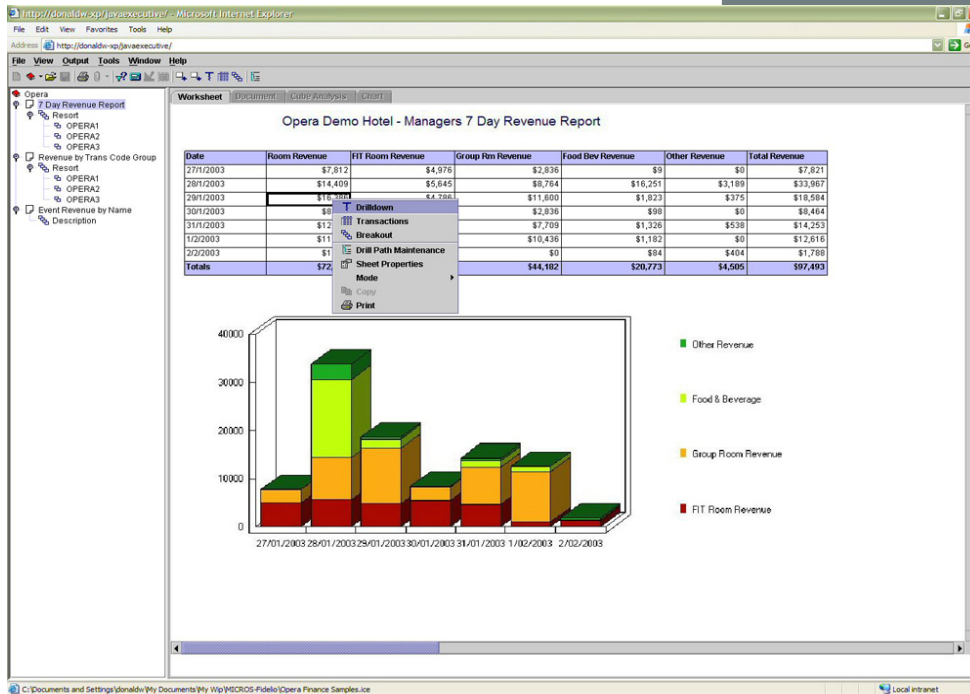 http://donaldw-xp/javaexecutive/ - Microsoft Internet Explorer
File Edit View Favorites Tools Help
Address http://donaldw-xp/javaexecutive/
File View Output Tools Window Help
Opera
7 Day Revenue Report
Resort
OPERA1
OPERA2
OPERA3
Revenue by Trans Code Group
Resort
OPERA1
OPERA2
OPERA3
Event Revenue by Name
Description
Worksheet Document Cube Analysis Chart
Opera Demo Hotel - Managers 7 Day Revenue Report
Date Room Revenue FIT Room Revenue Group Rm Revenue Food Bev Revenue Other Revenue Total Revenue
27/1/2003 $7,812 $4,976 $2,836 $9 $0 $7,821
28/1/2003 $14,409 $5,645 $8,764 $16,251 $3,189 $33,967
29/1/2003 $16,386 $4,786 $11,600 $1,823 $375 $18,584
30/1/2003 $8 $2,836 $98 $0 $8,464
31/1/2003 $12 $7,709 $1,326 $538 $14,253
1/2/2003 $11 $10,436 $1,182 $0 $12,616
2/2/2003 $1 $0 $84 $404 $1,788
Totals $72, $44,182 $20,773 $4,505 $97,493
Drilldown
Transactions
Breakout
Drill Path Maintenance
Sheet Properties
Mode
Copy
Print
40000
30000
20000
10000
0
27/01/2003 28/01/2003 29/01/2003 30/01/2003 31/01/2003 1/02/2003 2/02/2003
Other Revenue
Food & Beverage
Group Room Revenue
FIT Room Revenue
C:\Documents and Settings\donaldw\My Documents\My Wip\MICROS-Fidelio\Opera Finance Samples.ice
Local intranet